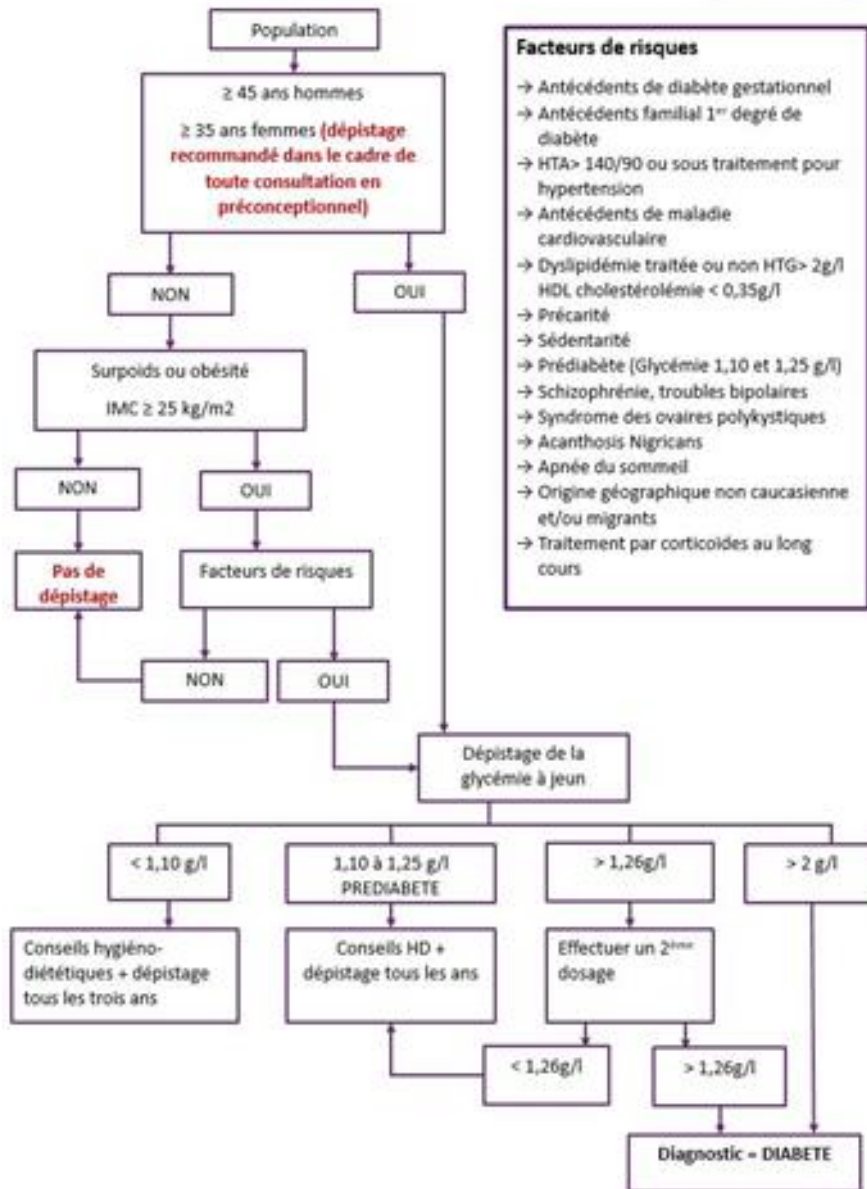 Population
≥ 45 ans hommes
≥ 35 ans femmes (dépistage
recommandé dans le cadre de
toute consultation en
préconceptionnel)
NON
OUI
Surpoids ou obésité
IMC ≥ 25 kg/m2
NON
OUI
Pas de
dépistage
Facteurs de risques
NON
OUI
Facteurs de risques
→ Antécédents de diabète gestationnel
→ Antécédents familial 1er degré de
diabète
→ HTA> 140/90 ou sous traitement pour
hypertension
→ Antécédents de maladie
cardiovasculaire
→ Dyslipidémie traitée ou non HTG> 2g/l
HDL cholestérolémie < 0,35g/l
→ Précarité
→ Sédentarité
→ Prédiabète (Glycémie 1,10 et 1,25 g/l)
→ Schizophrénie, troubles bipolaires
→ Syndrome des ovaires polykystiques
→ Acanthosis Nigricans
→ Apnée du sommeil
→ Origine géographique non caucasienne
et/ou migrants
→ Traitement par corticoïdes au long
cours
Dépistage de la
glycémie à jeun
< 1,10 g/l
1,10 à 1,25 g/l
PREDIABETE
> 1,26g/l
> 2 g/l
Conseils hygiéno-
diététiques + dépistage
tous les trois ans
Conseils HD +
dépistage tous les ans
Effectuer un 2ème
dosage
< 1,26g/l
> 1,26g/l
Diagnostic = DIABETE